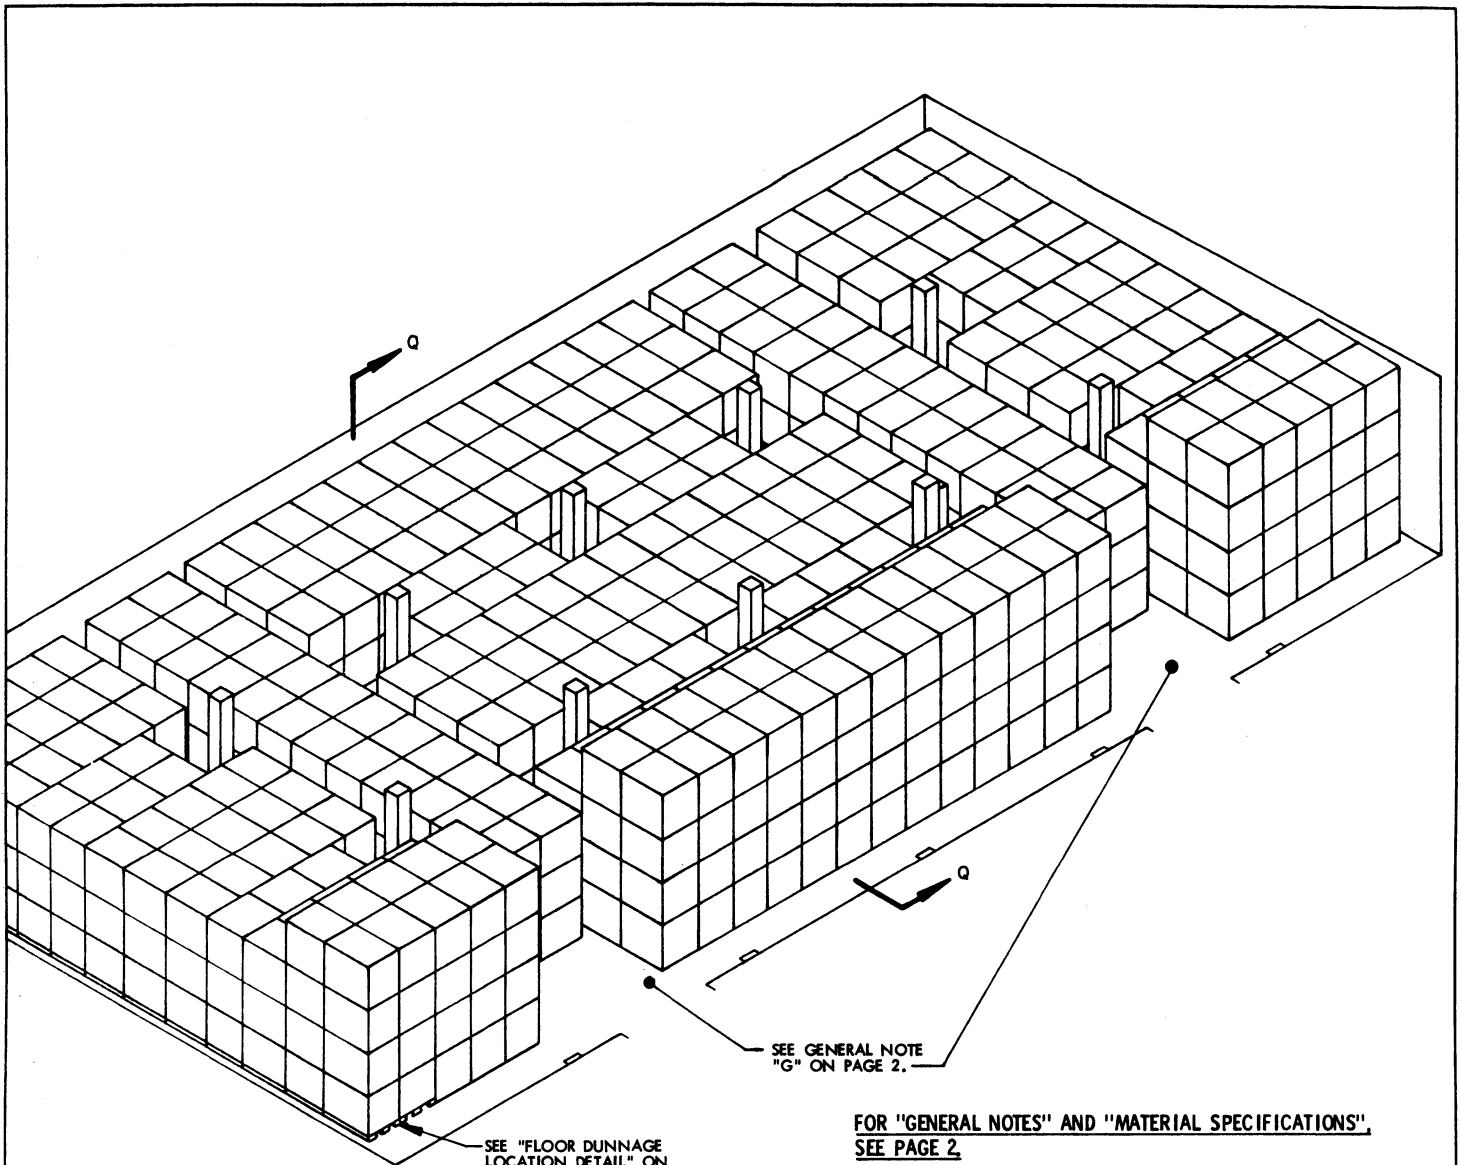 Q
Q
SEE GENERAL NOTE
"G" ON PAGE 2.
FOR "GENERAL NOTES" AND "MATERIAL SPECIFICATIONS",
SEE PAGE 2.
SEE "FLOOR DUNNAGE
LOCATION DETAIL" ON